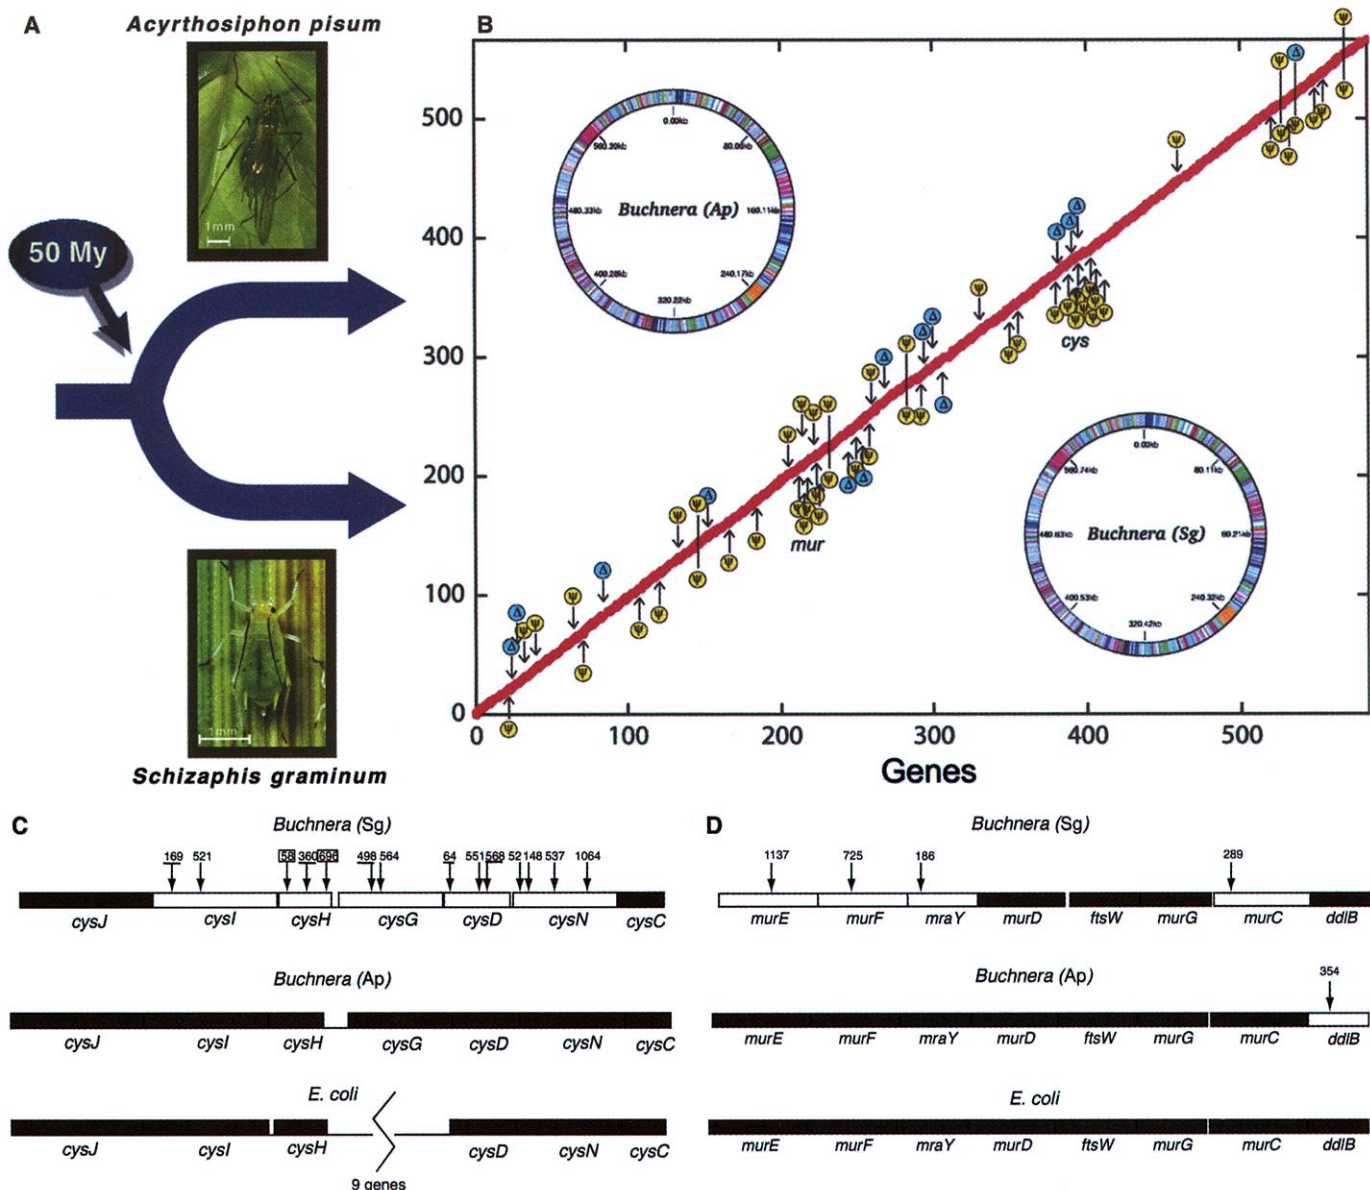 A
Acyrthosiphon pisum
1mm
50 My
1mm
Schizaphis graminum
B
500
400
300
200
100
0
0 100 200 300 400 500
Genes
0.00kb
80.06kb
160.11kb
240.17kb
320.22kb
400.28kb
480.33kb
560.39kb
Buchnera (Ap)
0.00kb
80.11kb
60.21kb
240.32kb
320.42kb
400.53kb
480.63kb
560.74kb
Buchnera (Sg)
mur
cys
C
Buchnera (Sg)
169 521 58 360 696 498 564 64 551 568 52 148 537 1064
cysJ cysI cysH cysG cysD cysN cysC
Buchnera (Ap)
cysJ cysI cysH cysG cysD cysN cysC
E. coli
cysJ cysI cysH cysD cysN cysC
9 genes
D
Buchnera (Sg)
1137 725 186 289
murE murF mraY murD ftsW murG murC ddlB
Buchnera (Ap)
354
murE murF mraY murD ftsW murG murC ddlB
E. coli
murE murF mraY murD ftsW murG murC ddlB